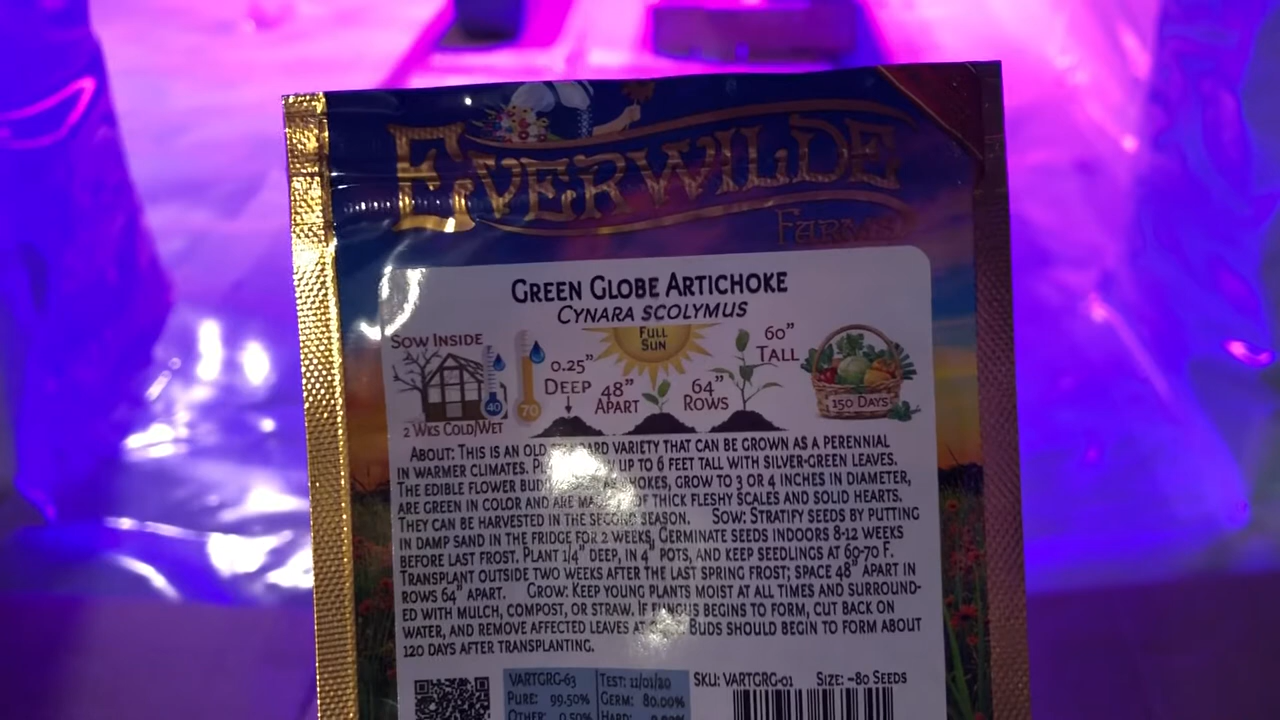 EVERWILDE
FARMS
GREEN GLOBE ARTICHOKE
CYNARA SCOLYMUS
SOW INSIDE
40
2 WKS COLD/WET
70
0.25"
DEEP
48"
APART
FULL
SUN
64"
ROWS
60"
TALL
150 DAYS
ABOUT: THIS IS AN OLD STANDARD VARIETY THAT CAN BE GROWN AS A PERENNIAL
IN WARMER CLIMATES. UP TO 6 FEET TALL WITH SILVER-GREEN LEAVES.
THE EDIBLE FLOWER GROW TO 3 OR 4 INCHES IN DIAMETER,
ARE GREEN IN COLOR AND ARE OF THICK FLESHY SCALES AND SOLID HEARTS.
THEY CAN BE HARVESTED IN THE SECOND SEASON. SOW: STRATIFY SEEDS BY PUTTING
IN DAMP SAND IN THE FRIDGE FOR 2 WEEKS, GERMINATE SEEDS INDOORS 8-12 WEEKS
BEFORE LAST FROST. PLANT 1/4" DEEP, IN 4" POTS, AND KEEP SEEDLINGS AT 60-70 F.
TRANSPLANT OUTSIDE TWO WEEKS AFTER THE LAST SPRING FROST; SPACE 48" APART IN
ROWS 64" APART. GROW: KEEP YOUNG PLANTS MOIST AT ALL TIMES AND SURROUND-
ED WITH MULCH, COMPOST, OR STRAW. IF FUNGUS BEGINS TO FORM, CUT BACK ON
WATER, AND REMOVE AFFECTED LEAVES AT BUDS SHOULD BEGIN TO FORM ABOUT
120 DAYS AFTER TRANSPLANTING.
VARTGRG-63 TEST: 11/01/20 SKU: VARTGRG-01 SIZE: ~80 SEEDS
PURE: 99.50% GERM: 80.00%
OTHER: 0.50% HARD: 0.00%